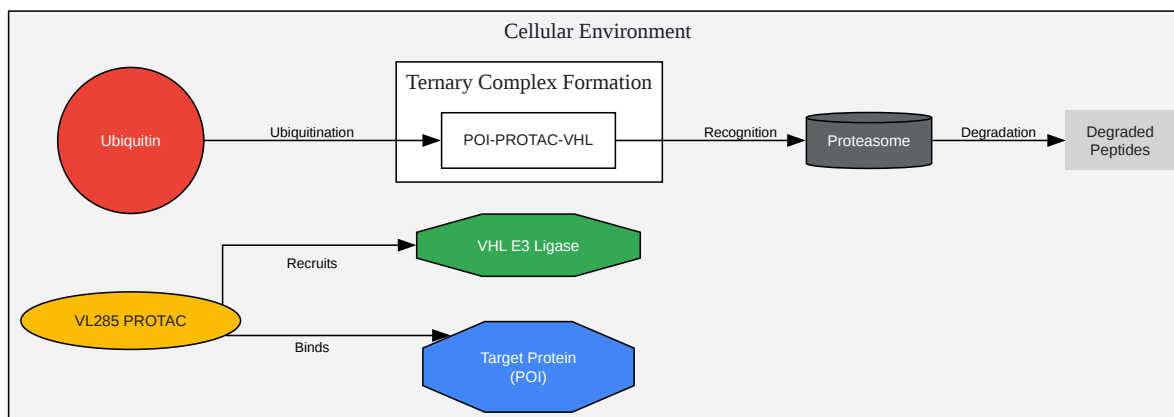 Cellular Environment
Ternary Complex Formation
Ubiquitin
Ubiquitination
POI-PROTAC-VHL
Recognition
Proteasome
Degradation
Degraded
Peptides
VHL E3 Ligase
Recruits
VL285 PROTAC
Binds
Target Protein
(POI)